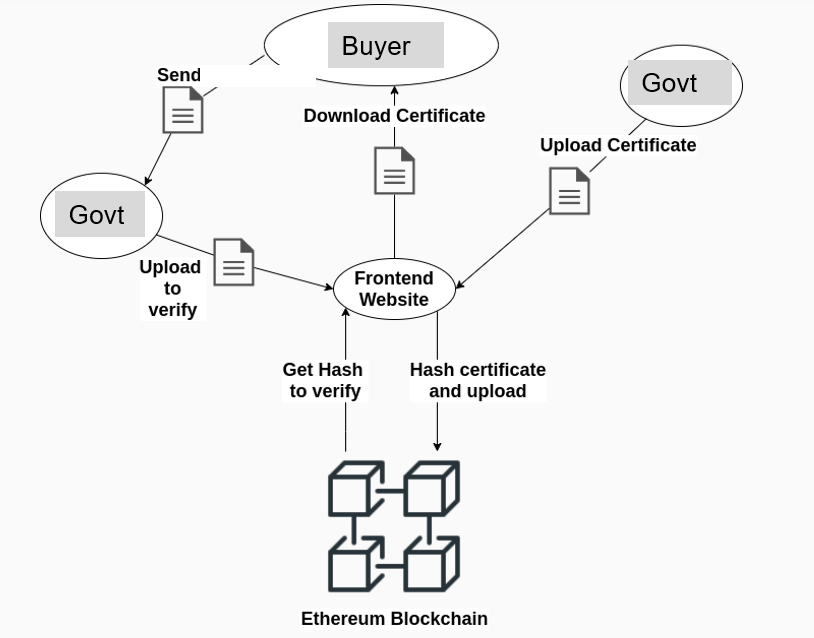 Buyer
Send
Govt
Download Certificate
Upload Certificate
Govt
Upload
to
verify
Frontend
Website
Get Hash
to verify
Hash certificate
and upload
Ethereum Blockchain